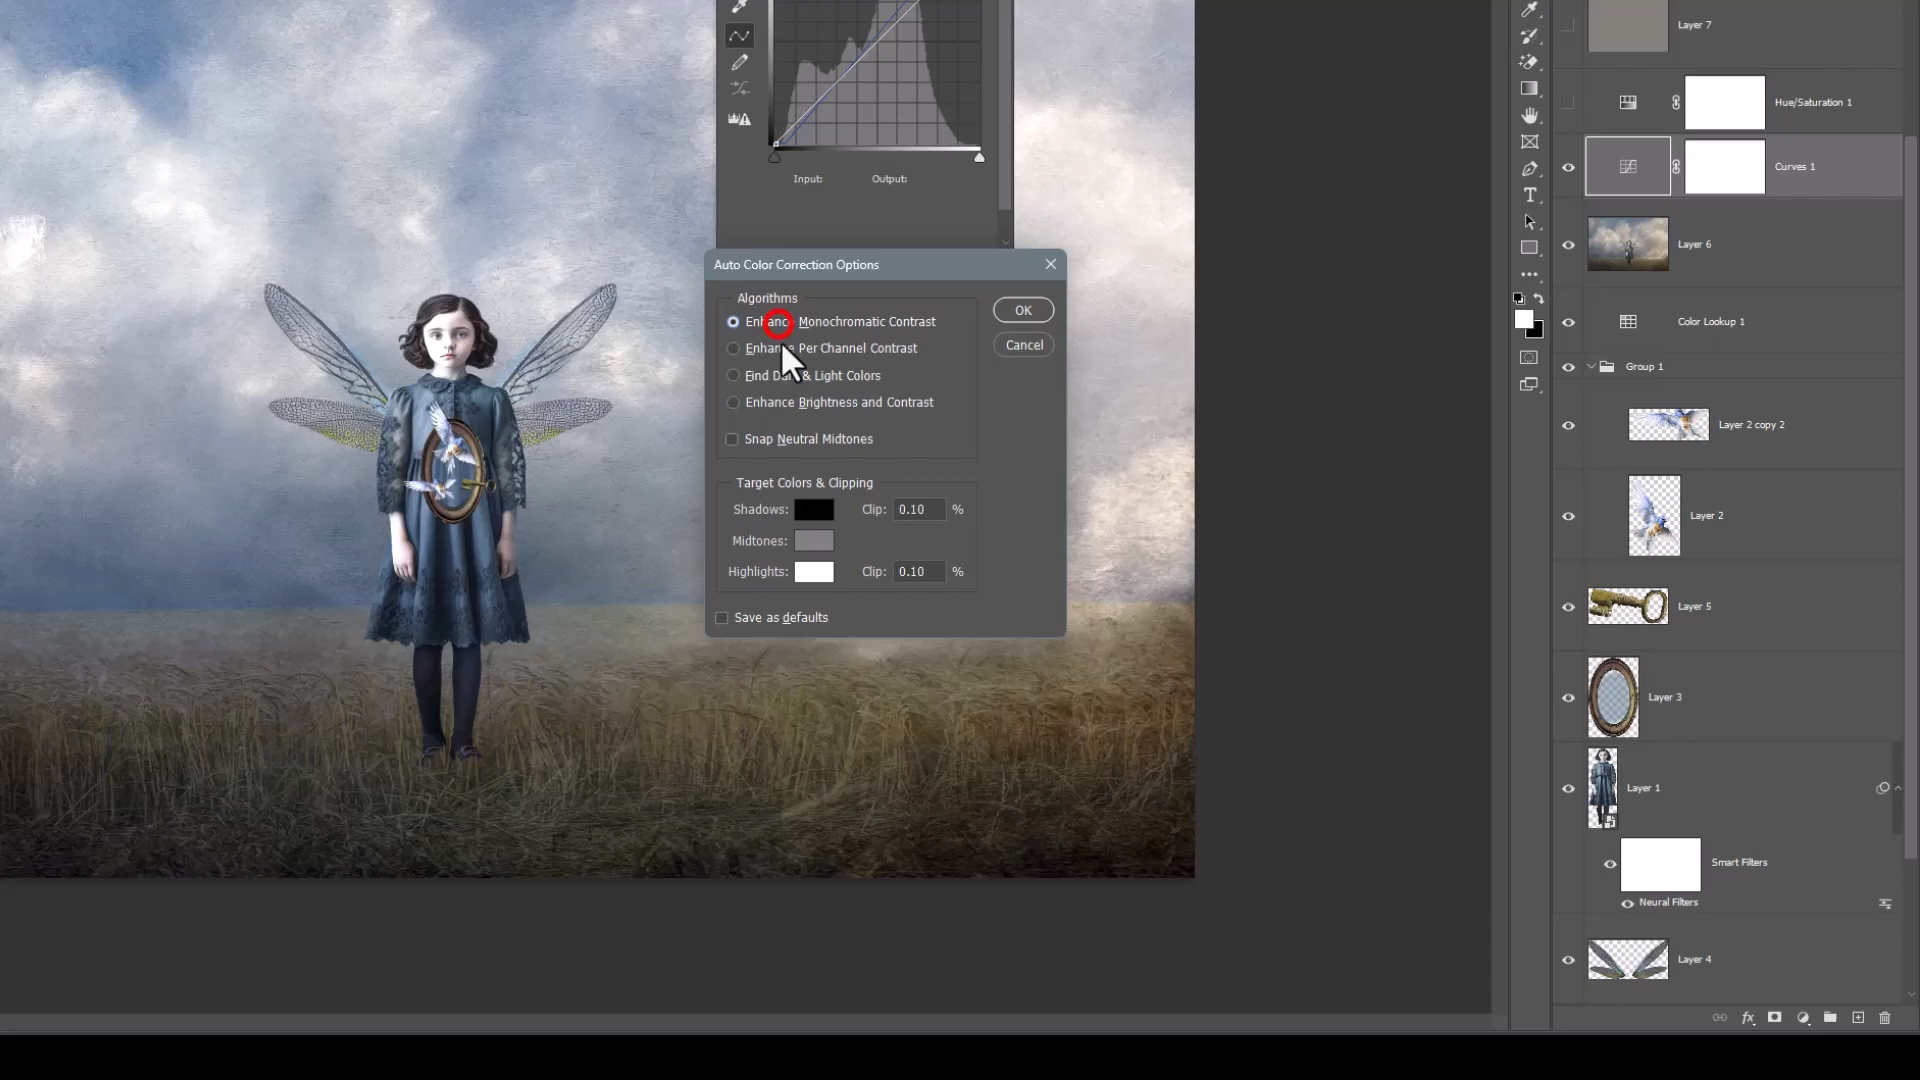 Input:
Output:
Auto Color Correction Options
Algorithms
Enhance Monochromatic Contrast
Enhance Per Channel Contrast
Find Dark & Light Colors
Enhance Brightness and Contrast
Snap Neutral Midtones
OK
Cancel
Target Colors & Clipping
Shadows:
Clip: 0.10 %
Midtones:
Highlights:
Clip: 0.10 %
Save as defaults
Layer 7
Hue/Saturation 1
Curves 1
Layer 6
Color Lookup 1
Group 1
Layer 2 copy 2
Layer 2
Layer 5
Layer 3
Layer 1
Smart Filters
Neural Filters
Layer 4